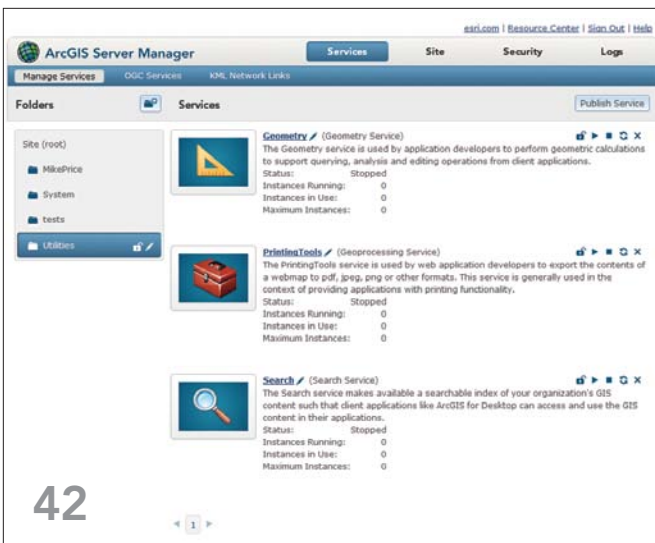 esri.com | Resource Center | Sign Out | Help
ArcGIS Server Manager
Services Site Security Logs
Manage Services OGC Services KML Network Links
Folders
Services
Publish Service
Site (root)
MikePrice
System
tests
Utilities
Geometry (Geometry Service)
The Geometry service is used by application developers to perform geometric calculations
to support querying, analysis and editing operations from client applications.
Status: Stopped
Instances Running: 0
Instances in Use: 0
Maximum Instances: 0
PrintingTools (Geoprocessing Service)
The PrintingTools service is used by web application developers to export the contents of
a webmap to pdf, jpeg, png or other formats. This service is generally used in the
context of providing applications with printing functionality.
Status: Stopped
Instances Running: 0
Instances in Use: 0
Maximum Instances: 0
Search (Search Service)
The Search service makes available a searchable index of your organization's GIS
content such that client applications like ArcGIS for Desktop can access and use the GIS
content in their applications.
Status: Stopped
Instances Running: 0
Instances in Use: 0
Maximum Instances: 0
42
1